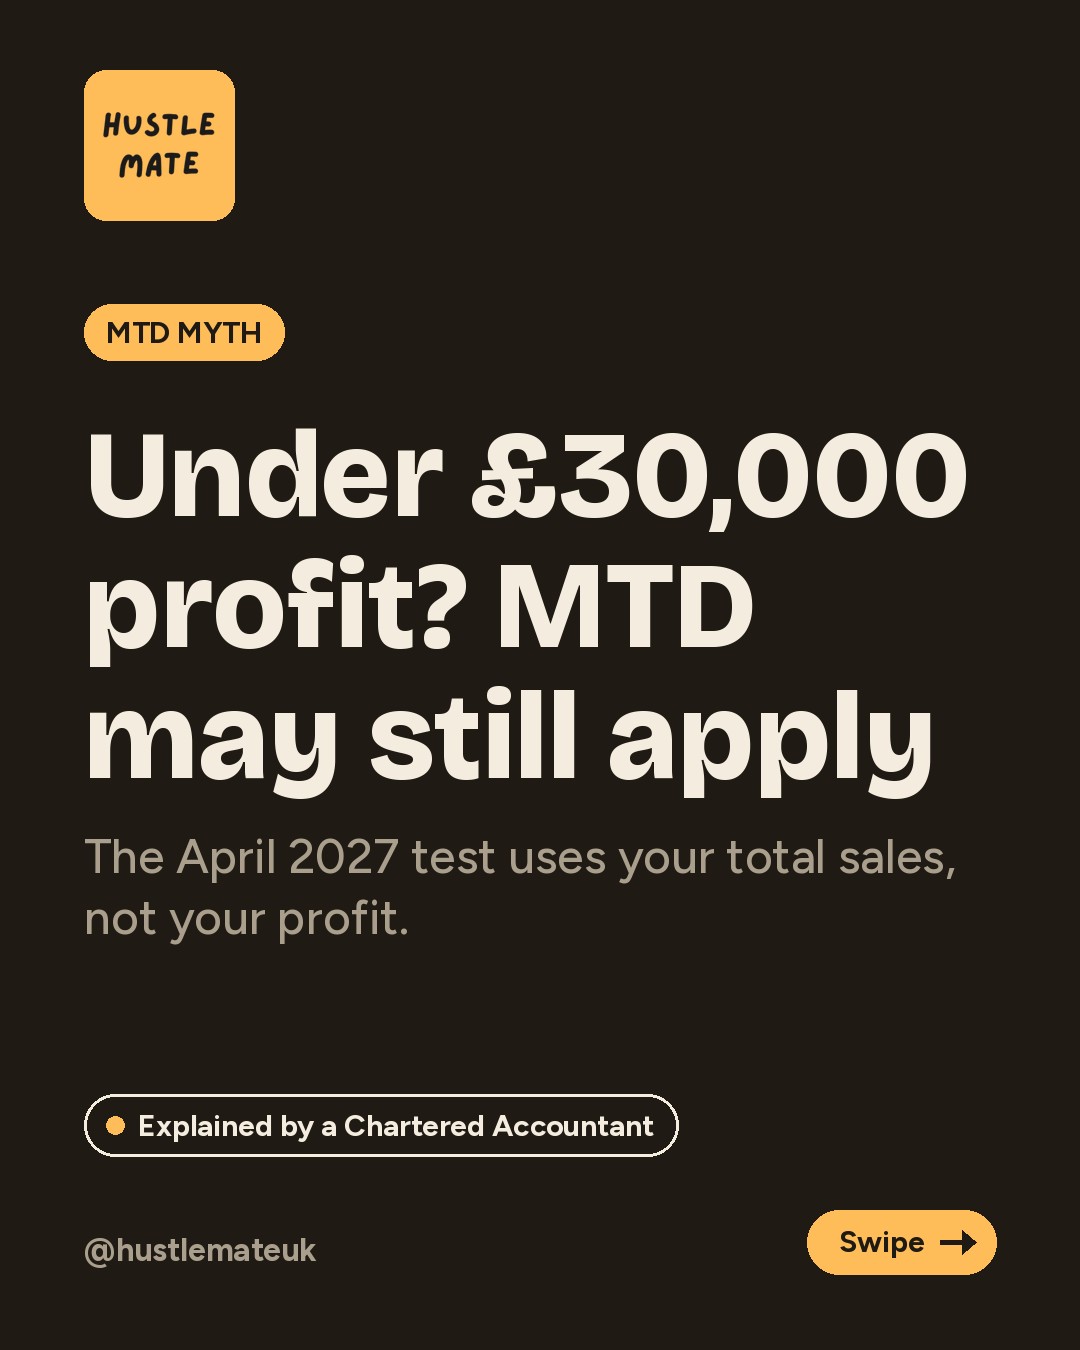 HUSTLE
MATE
MTD MYTH
Under £30,000
profit? MTD
may still apply
The April 2027 test uses your total sales,
not your profit.
Explained by a Chartered Accountant
@hustlemateuk
Swipe